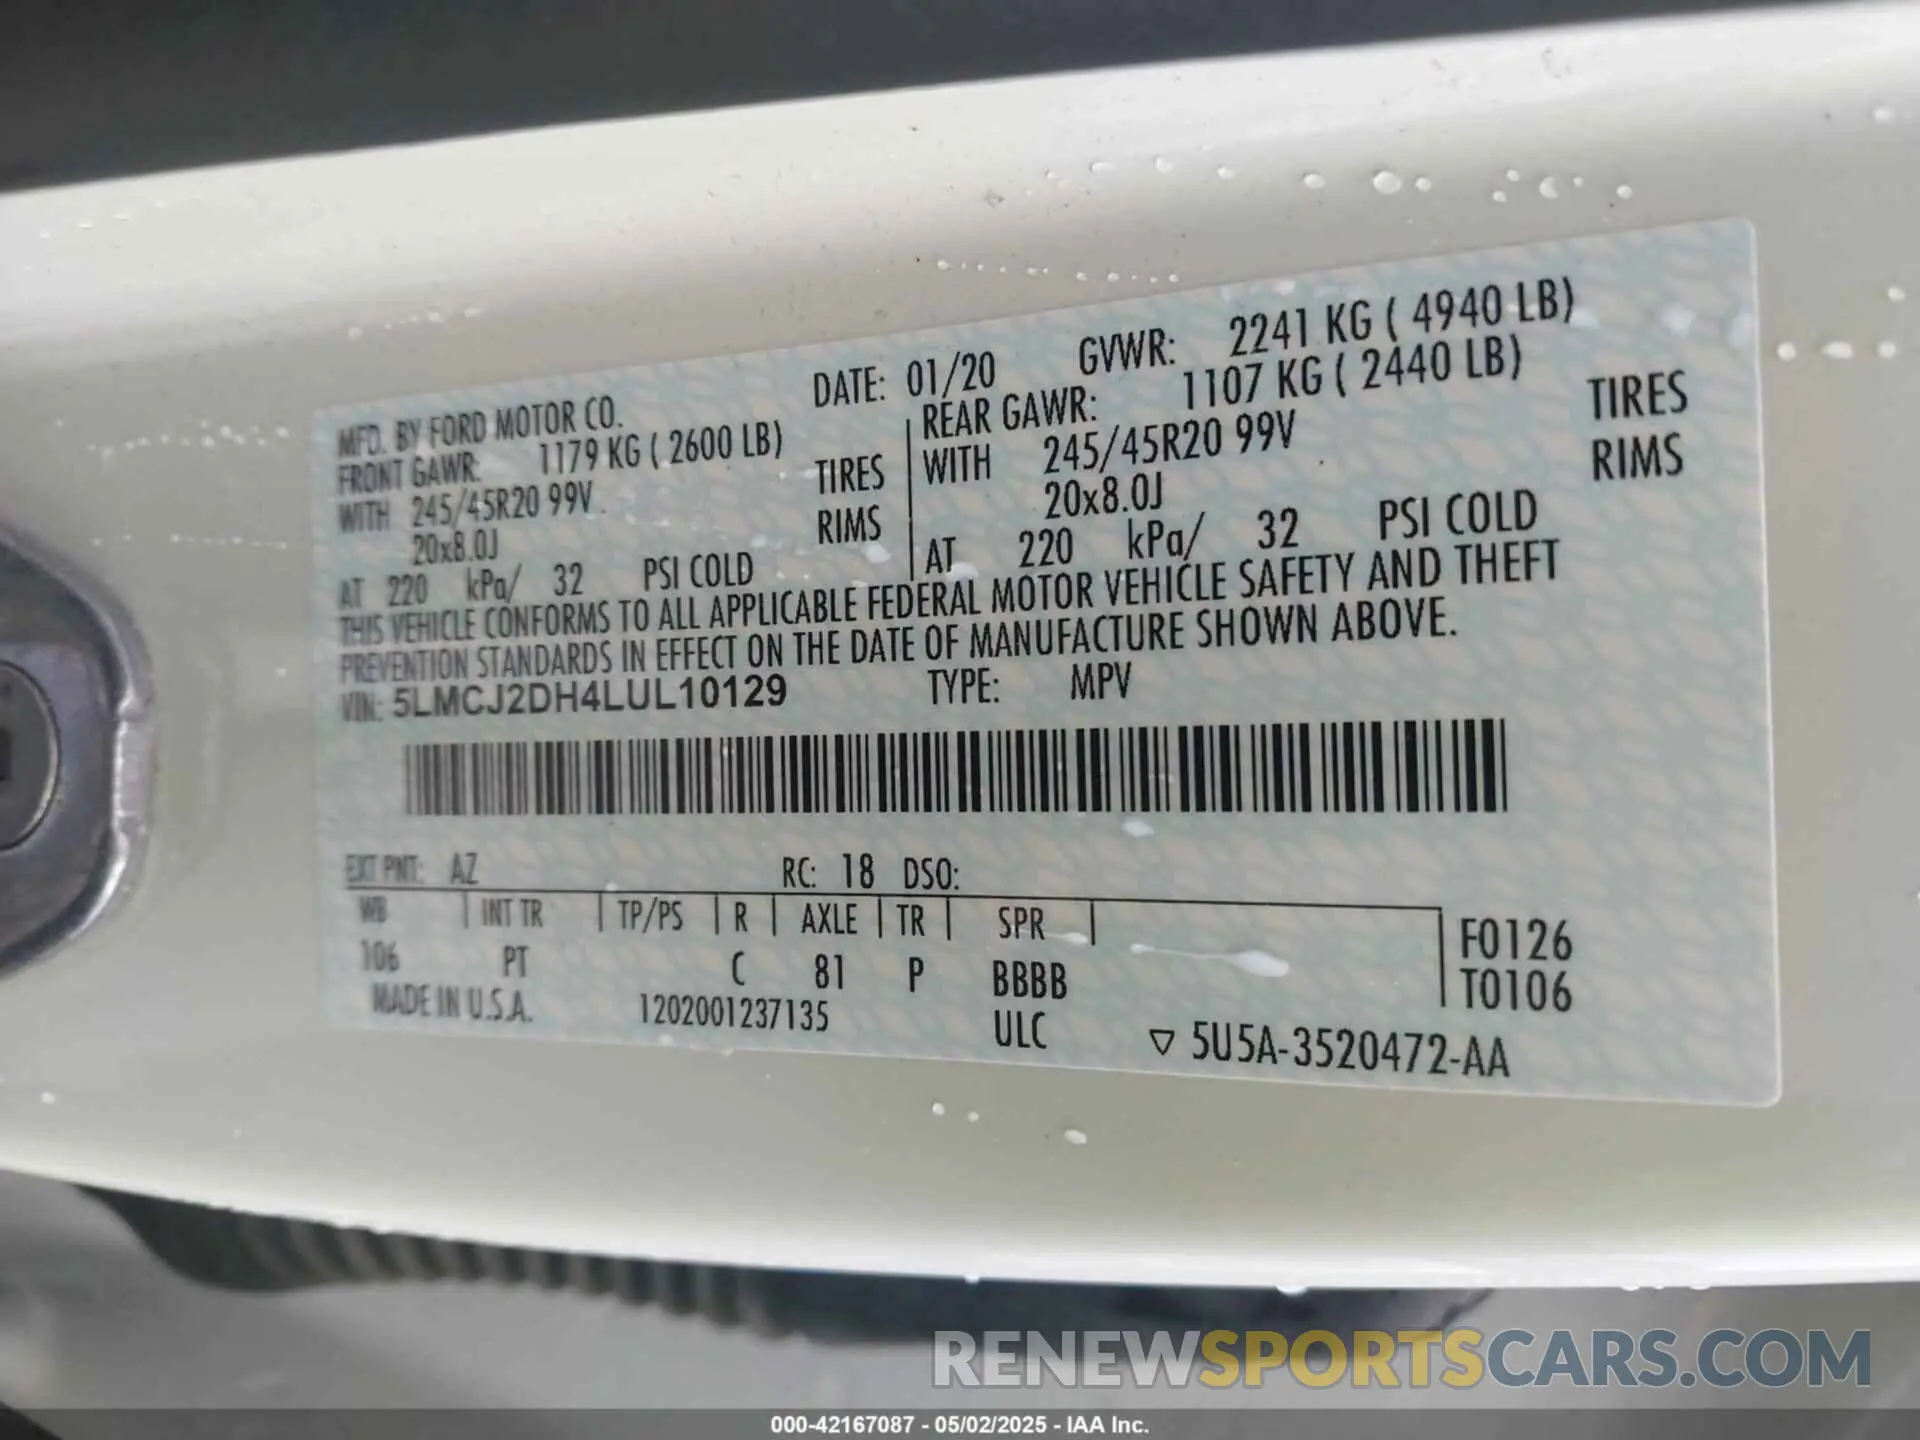 MFD. BY FORD MOTOR CO. DATE: 01/20 GVWR: 2241 KG ( 4940 LB)
FRONT GAWR: 1179 KG ( 2600 LB) REAR GAWR: 1107 KG ( 2440 LB)
WITH 245/45R20 99V TIRES WITH 245/45R20 99V TIRES
20x8.0J RIMS 20x8.0J RIMS
AT 220 kPa/ 32 PSI COLD AT 220 kPa/ 32 PSI COLD
THIS VEHICLE CONFORMS TO ALL APPLICABLE FEDERAL MOTOR VEHICLE SAFETY AND THEFT
PREVENTION STANDARDS IN EFFECT ON THE DATE OF MANUFACTURE SHOWN ABOVE.
VIN: 5LMCJ2DH4LUL10129 TYPE: MPV
EXT PNT: AZ RC: 18 DSO:
WB INT TR TP/PS R AXLE TR SPR F0126
106 PT C 81 P BBBB T0106
MADE IN U.S.A. 1202001237135 ULC ▽ 5U5A-3520472-AA
RENEWSPORTSCARS.COM
000-42167087 - 05/02/2025 - IAA Inc.